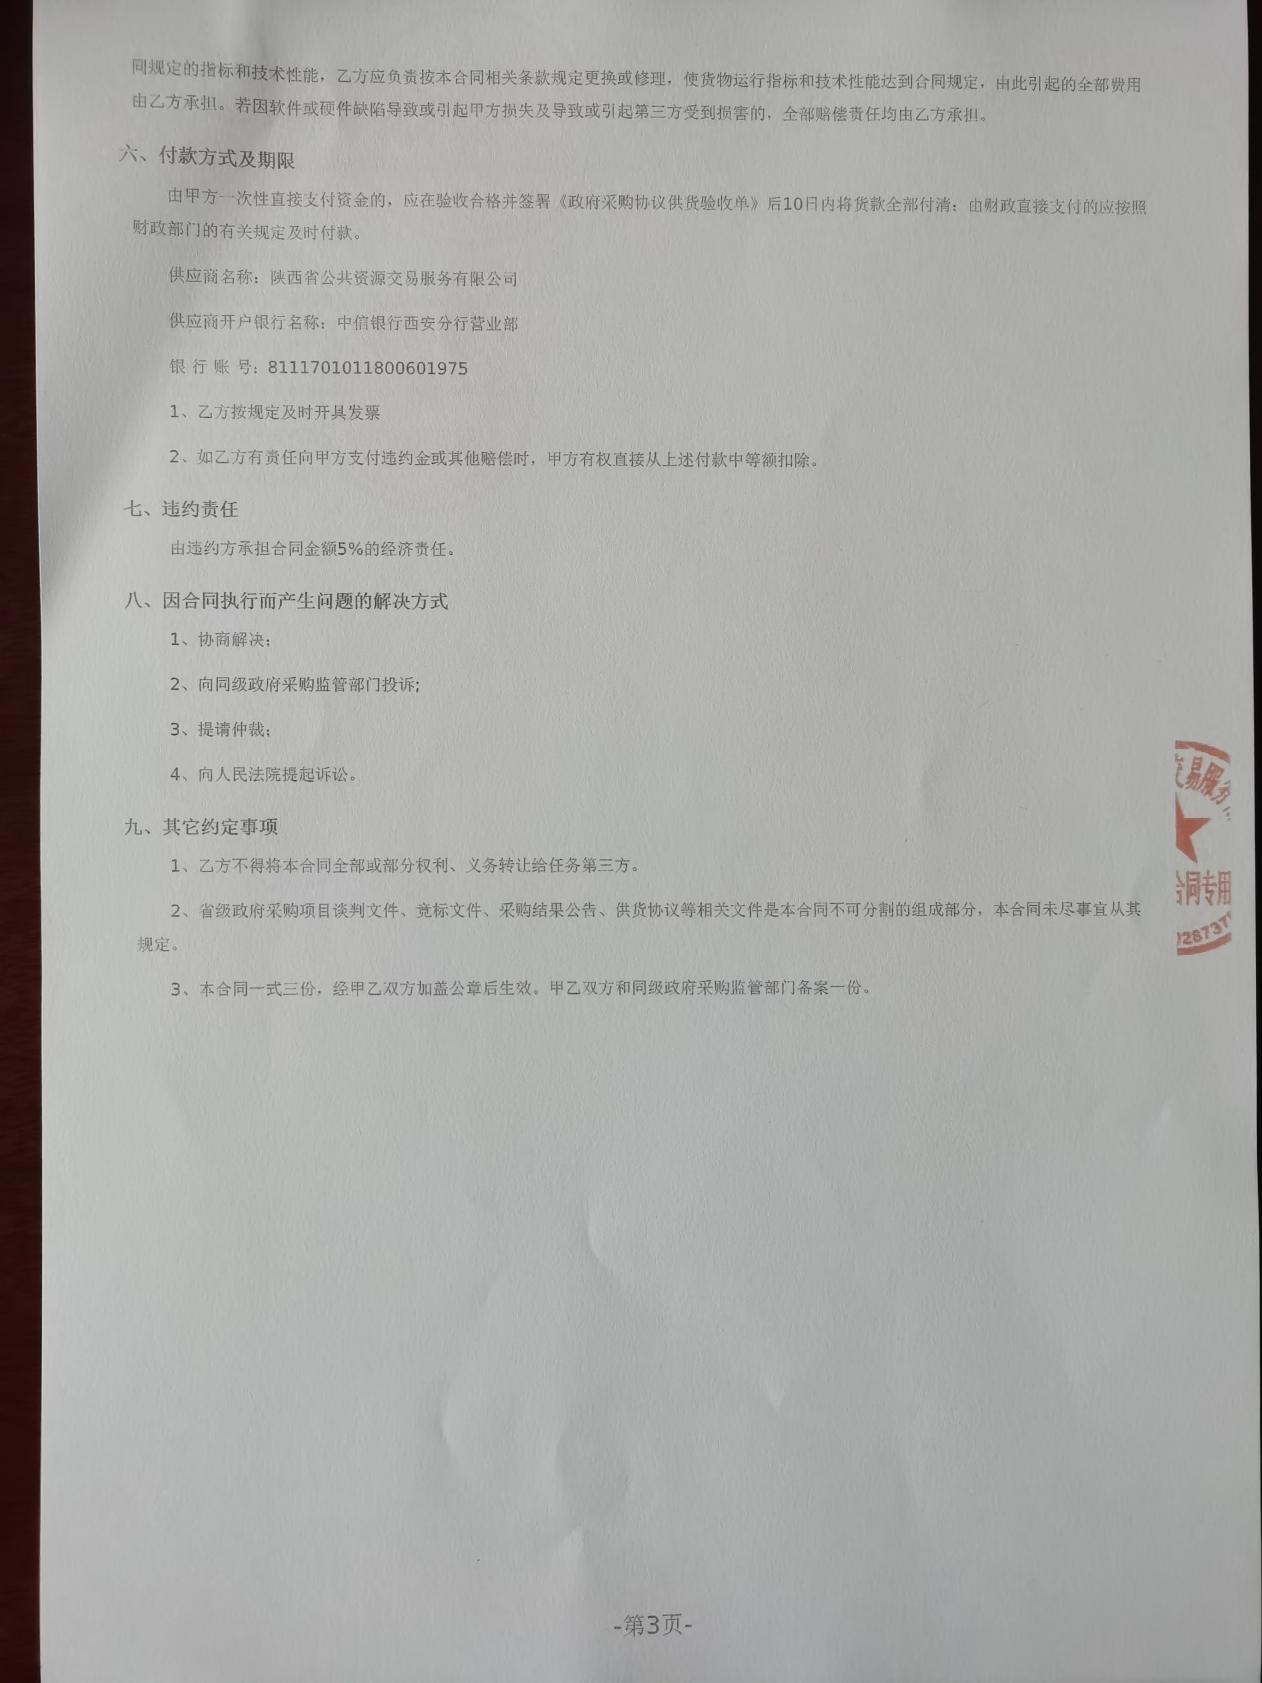 同规定的指标和技术性能，乙方应负责按本合同相关条款规定更换或修理，使货物运行指标和技术性能达到合同规定，由此引起的全部费用
由乙方承担。若因软件或硬件缺陷导致或引起甲方损失及导致或引起第三方受到损害的，全部赔偿责任均由乙方承担。
六、付款方式及期限
由甲方一次性直接支付资金的，应在验收合格并签署《政府采购协议供货验收单》后10日内将货款全部付清；由财政直接支付的应按照
财政部门的有关规定及时付款。
供应商名称：陕西省公共资源交易服务有限公司
供应商开户银行名称：中信银行西安分行营业部
银 行 账 号：8111701011800601975
1、乙方按规定及时开具发票
2、如乙方有责任向甲方支付违约金或其他赔偿时，甲方有权直接从上述付款中等额扣除。
七、违约责任
由违约方承担合同金额5%的经济责任。
八、因合同执行而产生问题的解决方式
1、协商解决；
2、向同级政府采购监管部门投诉;
3、提请仲裁；
4、向人民法院提起诉讼。
九、其它约定事项
1、乙方不得将本合同全部或部分权利、义务转让给任务第三方。
2、省级政府采购项目谈判文件、竞标文件、采购结果公告、供货协议等相关文件是本合同不可分割的组成部分，本合同未尽事宜从其
规定。
3、本合同一式三份，经甲乙双方加盖公章后生效。甲乙双方和同级政府采购监管部门备案一份。
交易服务
合同专用
028737
-第3页-